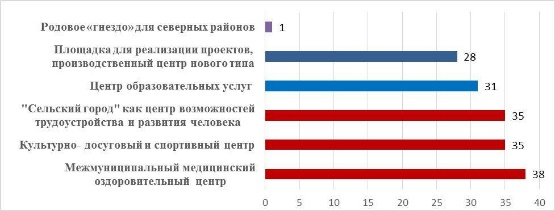 Родовое «гнездо» для северных районов
1
Площадка для реализации проектов,
производственный центр нового типа
28
Центр образовательных услуг
31
"Сельский город" как центр возможностей
трудоустройства и развития человека
35
Культурно- досуговый и спортивный центр
35
Межмуниципальный медицинский
оздоровительный центр
38
0 5 10 15 20 25 30 35 40